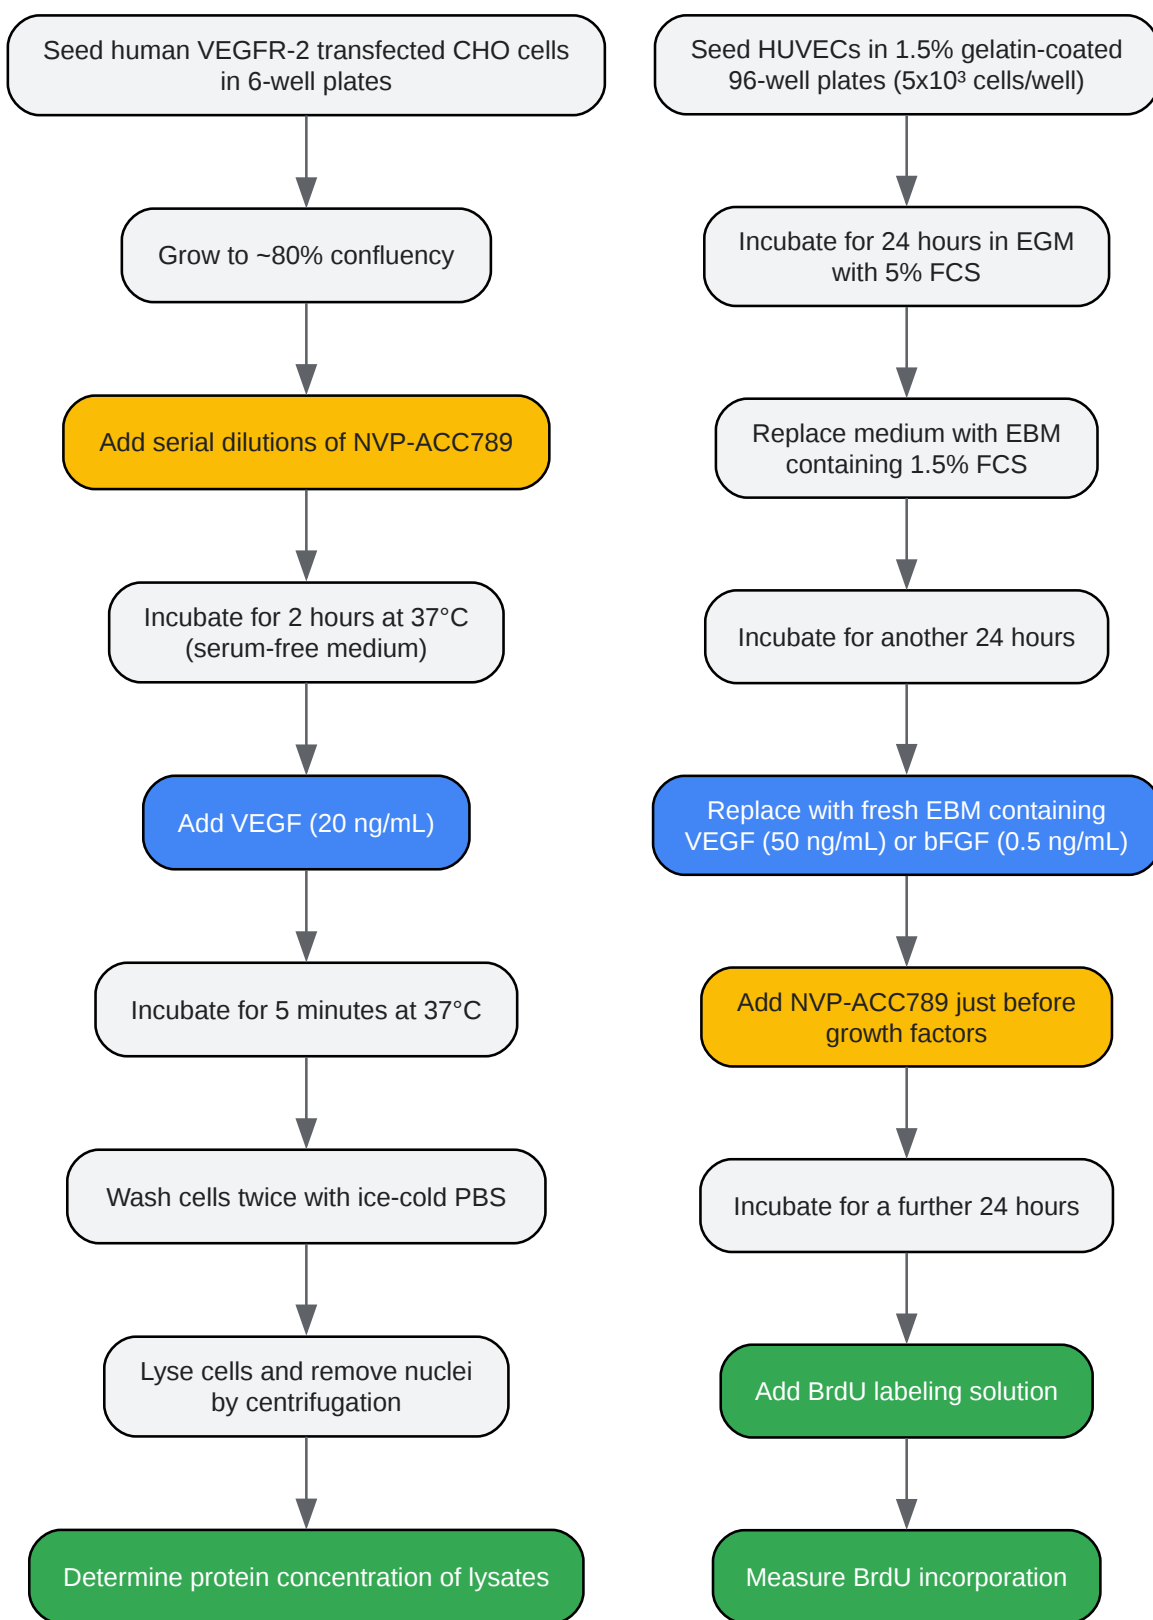 Seed human VEGFR-2 transfected CHO cells
in 6-well plates
Grow to ~80% confluency
Add serial dilutions of NVP-ACC789
Incubate for 2 hours at 37°C
(serum-free medium)
Add VEGF (20 ng/mL)
Incubate for 5 minutes at 37°C
Wash cells twice with ice-cold PBS
Lyse cells and remove nuclei
by centrifugation
Determine protein concentration of lysates
Seed HUVECs in 1.5% gelatin-coated
96-well plates (5x10³ cells/well)
Incubate for 24 hours in EGM
with 5% FCS
Replace medium with EBM
containing 1.5% FCS
Incubate for another 24 hours
Replace with fresh EBM containing
VEGF (50 ng/mL) or bFGF (0.5 ng/mL)
Add NVP-ACC789 just before
growth factors
Incubate for a further 24 hours
Add BrdU labeling solution
Measure BrdU incorporation